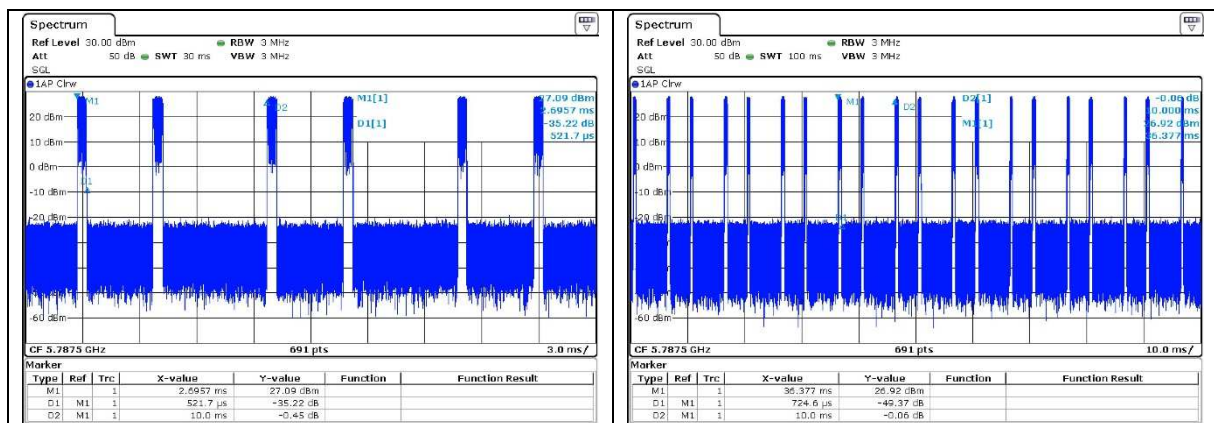 Spectrum
Ref Level 30.00 dBm RBW 3 MHz
Att 50 dB SWT 30 ms VBW 3 MHz
SGL
1AP Clrw
M1[1] 27.09 dBm
2.6957 ms
D1[1] -35.22 dB
521.7 µs
M1
D2
D1
20 dBm
10 dBm
0 dBm
-10 dBm
-20 dBm
-60 dBm
CF 5.7875 GHz 691 pts 3.0 ms/
Marker
Type Ref Trc X-value Y-value Function Function Result
M1 1 2.6957 ms 27.09 dBm
D1 M1 1 521.7 µs -35.22 dB
D2 M1 1 10.0 ms -0.45 dB
Spectrum
Ref Level 30.00 dBm RBW 3 MHz
Att 50 dB SWT 100 ms VBW 3 MHz
SGL
1AP Clrw
D2[1] -0.06 dB
10.000 ms
M1[1] 26.92 dBm
36.377 ms
M1
D2
20 dBm
10 dBm
0 dBm
-10 dBm
-20 dBm
-60 dBm
CF 5.7875 GHz 691 pts 10.0 ms/
Marker
Type Ref Trc X-value Y-value Function Function Result
M1 1 36.377 ms 26.92 dBm
D1 M1 1 724.6 µs -49.37 dB
D2 M1 1 10.0 ms -0.06 dB